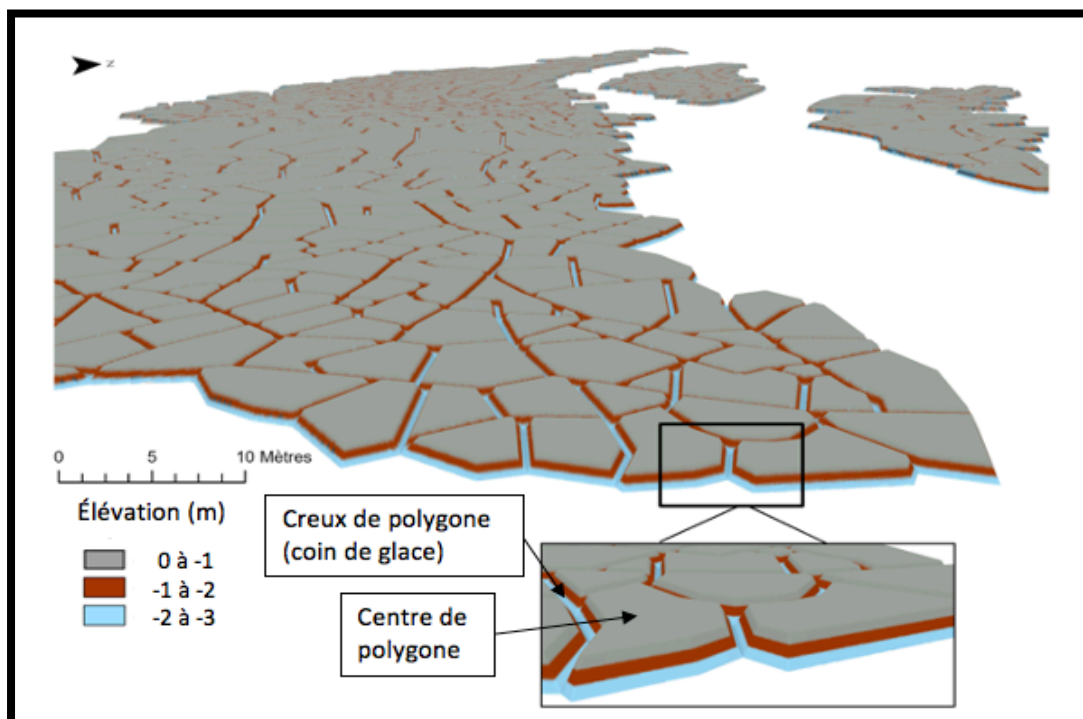 N
0 5 10 Mètres
Élévation (m)
0 à -1
-1 à -2
-2 à -3
Creux de polygone
(coin de glace)
Centre de
polygone